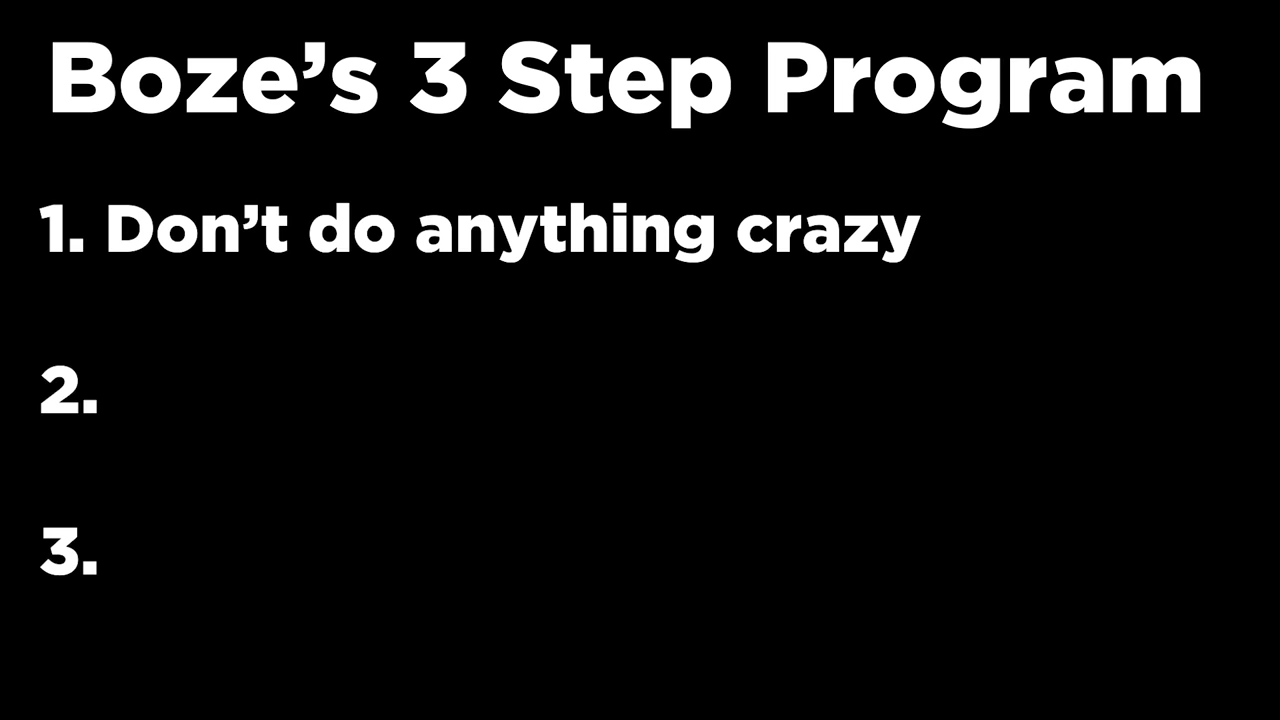 Boze’s 3 Step Program
1. Don’t do anything crazy
2.
3.